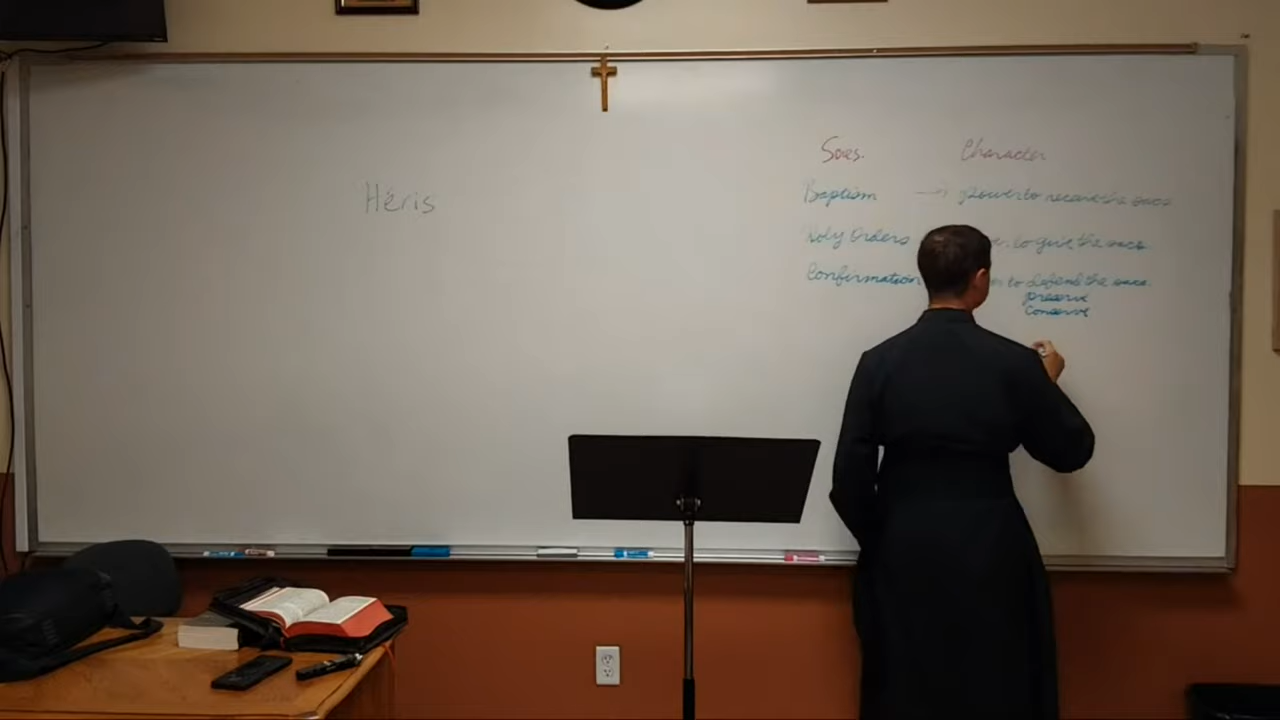 Héris
Sacs. Character
Baptism → power to receive the sacs.
Holy Orders to give the sacs.
Confirmation to defend the sacs.
preserve
conserve